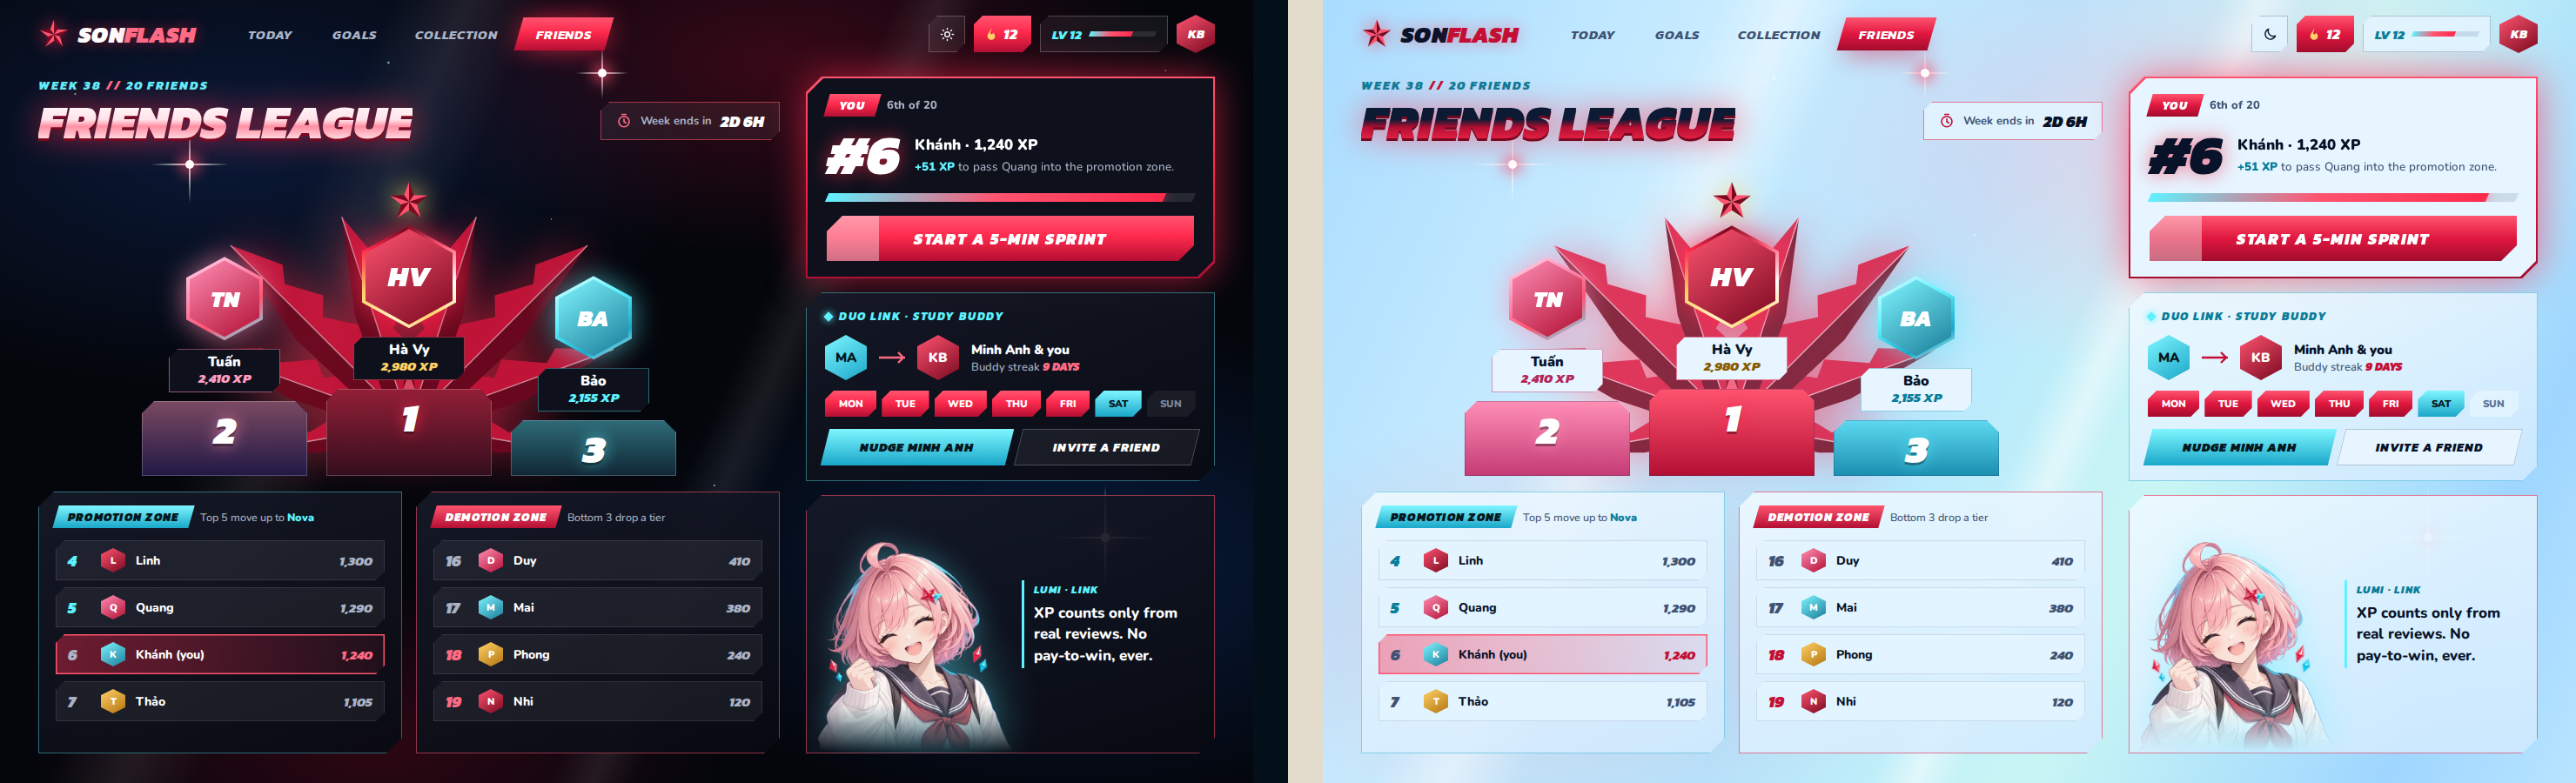 SONFLASH
TODAY GOALS COLLECTION FRIENDS
12
LV 12
KB
WEEK 38 // 20 FRIENDS
FRIENDS LEAGUE
Week ends in 2D 6H
HV
TN
BA
Tuấn
2,410 XP
Hà Vy
2,980 XP
Bảo
2,155 XP
2
1
3
YOU 6th of 20
#6
Khánh · 1,240 XP
+51 XP to pass Quang into the promotion zone.
START A 5-MIN SPRINT
DUO LINK · STUDY BUDDY
MA KB
Minh Anh & you
Buddy streak 9 DAYS
MON TUE WED THU FRI SAT SUN
NUDGE MINH ANH INVITE A FRIEND
PROMOTION ZONE Top 5 move up to Nova
4 L Linh 1,300
5 Q Quang 1,290
6 K Khánh (you) 1,240
7 T Thảo 1,105
DEMOTION ZONE Bottom 3 drop a tier
16 D Duy 410
17 M Mai 380
18 P Phong 240
19 N Nhi 120
LUMI · LINK
XP counts only from
real reviews. No
pay-to-win, ever.
SONFLASH
TODAY GOALS COLLECTION FRIENDS
12
LV 12
KB
WEEK 38 // 20 FRIENDS
FRIENDS LEAGUE
Week ends in 2D 6H
HV
TN
BA
Tuấn
2,410 XP
Hà Vy
2,980 XP
Bảo
2,155 XP
2
1
3
YOU 6th of 20
#6
Khánh · 1,240 XP
+51 XP to pass Quang into the promotion zone.
START A 5-MIN SPRINT
DUO LINK · STUDY BUDDY
MA KB
Minh Anh & you
Buddy streak 9 DAYS
MON TUE WED THU FRI SAT SUN
NUDGE MINH ANH INVITE A FRIEND
PROMOTION ZONE Top 5 move up to Nova
4 L Linh 1,300
5 Q Quang 1,290
6 K Khánh (you) 1,240
7 T Thảo 1,105
DEMOTION ZONE Bottom 3 drop a tier
16 D Duy 410
17 M Mai 380
18 P Phong 240
19 N Nhi 120
LUMI · LINK
XP counts only from
real reviews. No
pay-to-win, ever.